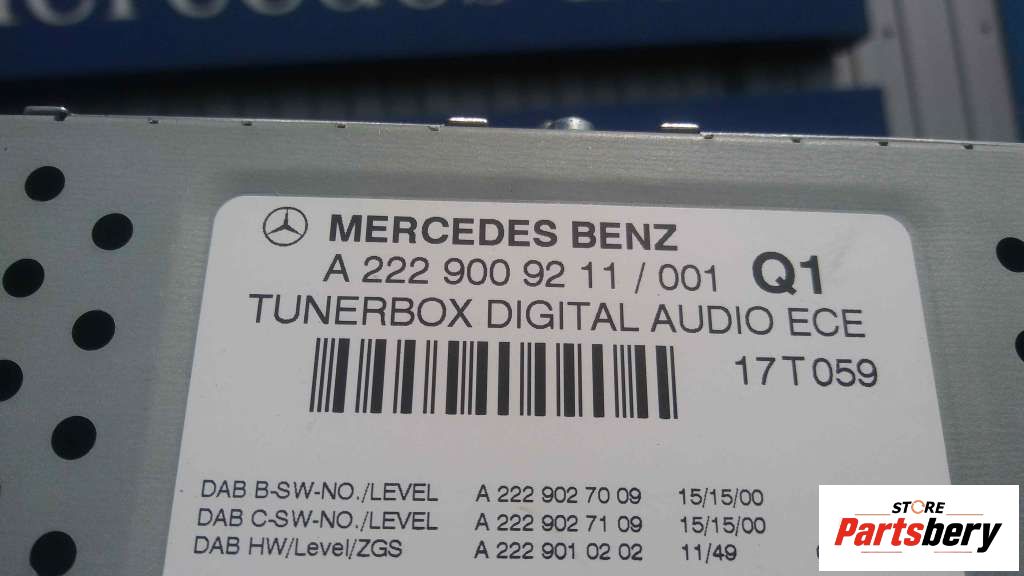 MERCEDES BENZ
A 222 900 92 11 / 001 Q1
TUNERBOX DIGITAL AUDIO ECE
17T059
DAB B-SW-NO./LEVEL A 222 902 70 09 15/15/00
DAB C-SW-NO./LEVEL A 222 902 71 09 15/15/00
DAB HW/Level/ZGS A 222 901 02 02 11/49
STORE
Partsbery